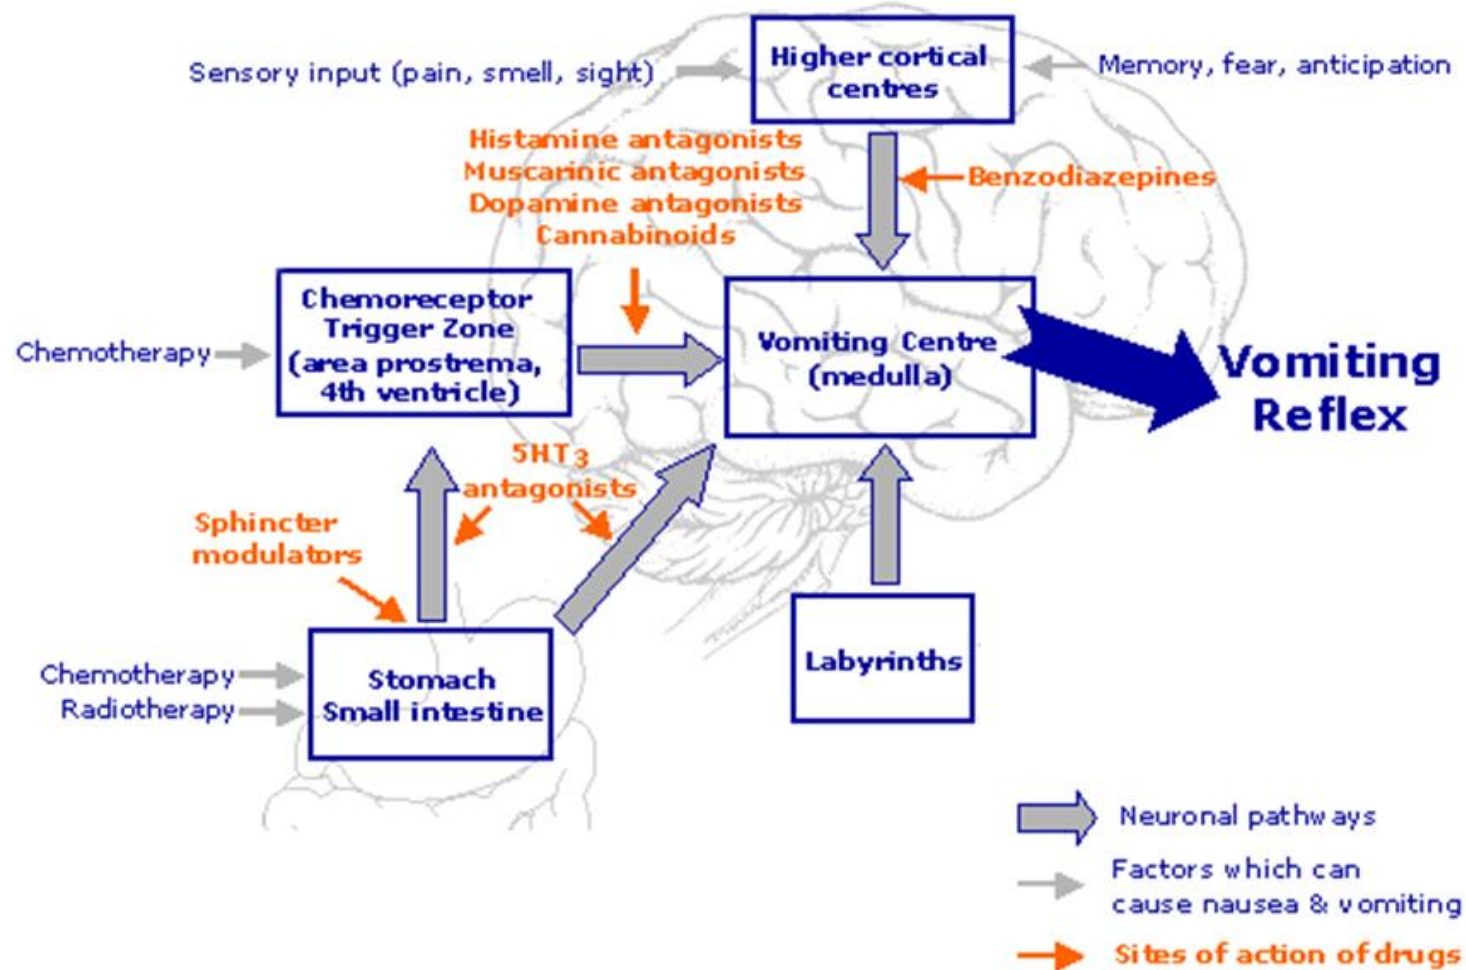 Sensory input (pain, smell, sight)
Higher cortical
centres
Memory, fear, anticipation
Histamine antagonists
Muscarinic antagonists
Dopamine antagonists
Cannabinoids
Benzodiazepines
Chemotherapy
Chemoreceptor
Trigger Zone
(area prostrema,
4th ventricle)
Vomiting Centre
(medulla)
Vomiting
Reflex
5HT3
antagonists
Sphincter
modulators
Chemotherapy
Radiotherapy
Stomach
Small intestine
Labyrinths
Neuronal pathways
Factors which can
cause nausea & vomiting
Sites of action of drugs